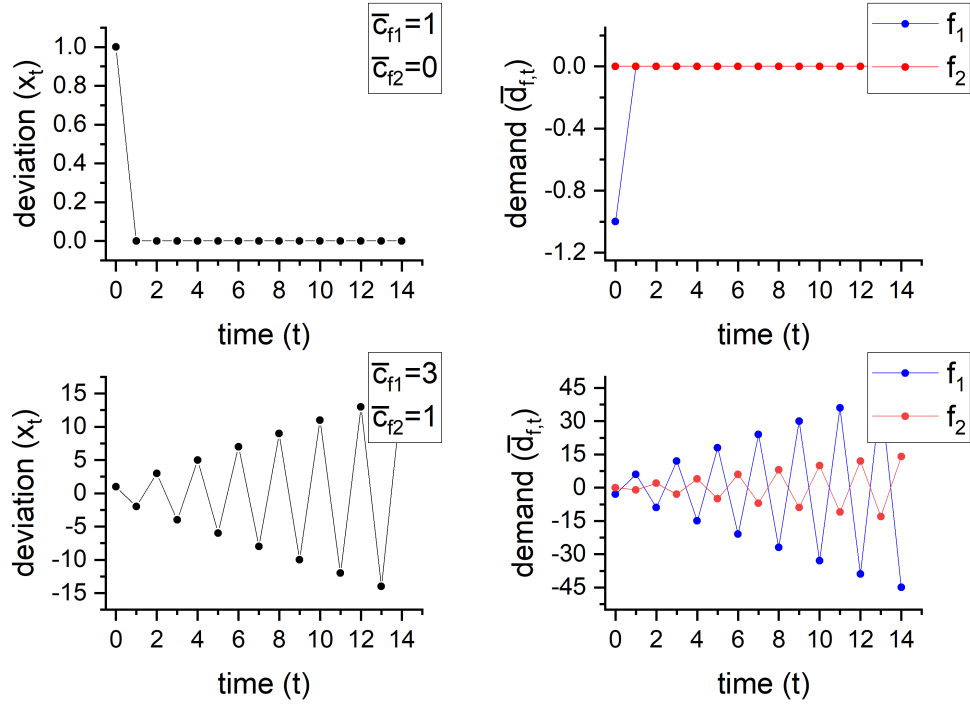 c̄f1=1
c̄f2=0
deviation (xt)
1.0
0.8
0.6
0.4
0.2
0.0
0 2 4 6 8 10 12 14
time (t)
f1
f2
demand (d̄f,t)
0.0
-0.4
-0.8
-1.2
0 2 4 6 8 10 12 14
time (t)
c̄f1=3
c̄f2=1
deviation (xt)
15
10
5
0
-5
-10
-15
0 2 4 6 8 10 12 14
time (t)
f1
f2
demand (d̄f,t)
45
30
15
0
-15
-30
-45
0 2 4 6 8 10 12 14
time (t)